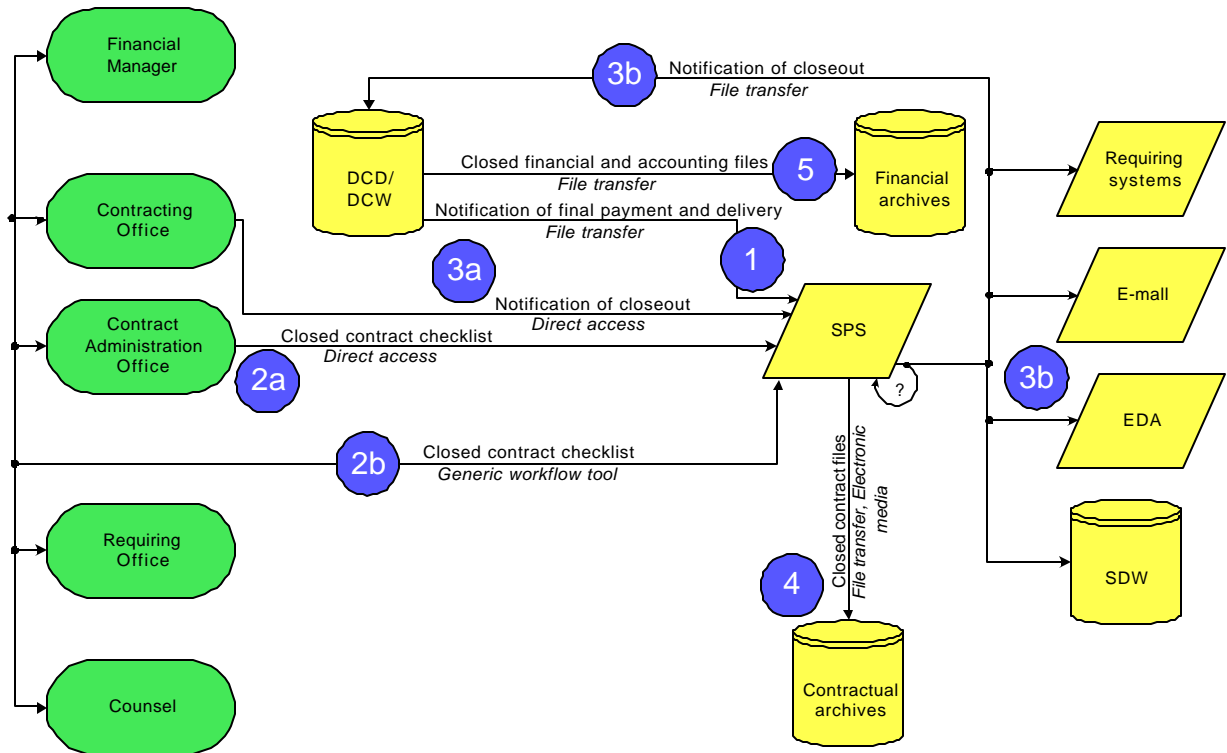 Financial
Manager
3b
Notification of closeout
File transfer
DCD/
DCW
Closed financial and accounting files
File transfer
5
Financial
archives
Requiring
systems
Contracting
Office
Notification of final payment and delivery
File transfer
3a
1
Notification of closeout
Direct access
SPS
E-mall
Contract
Administration
Office
Closed contract checklist
Direct access
2a
?
3b
EDA
2b
Closed contract checklist
Generic workflow tool
Closed contract files
File transfer, Electronic
media
Requiring
Office
4
SDW
Counsel
Contractual
archives